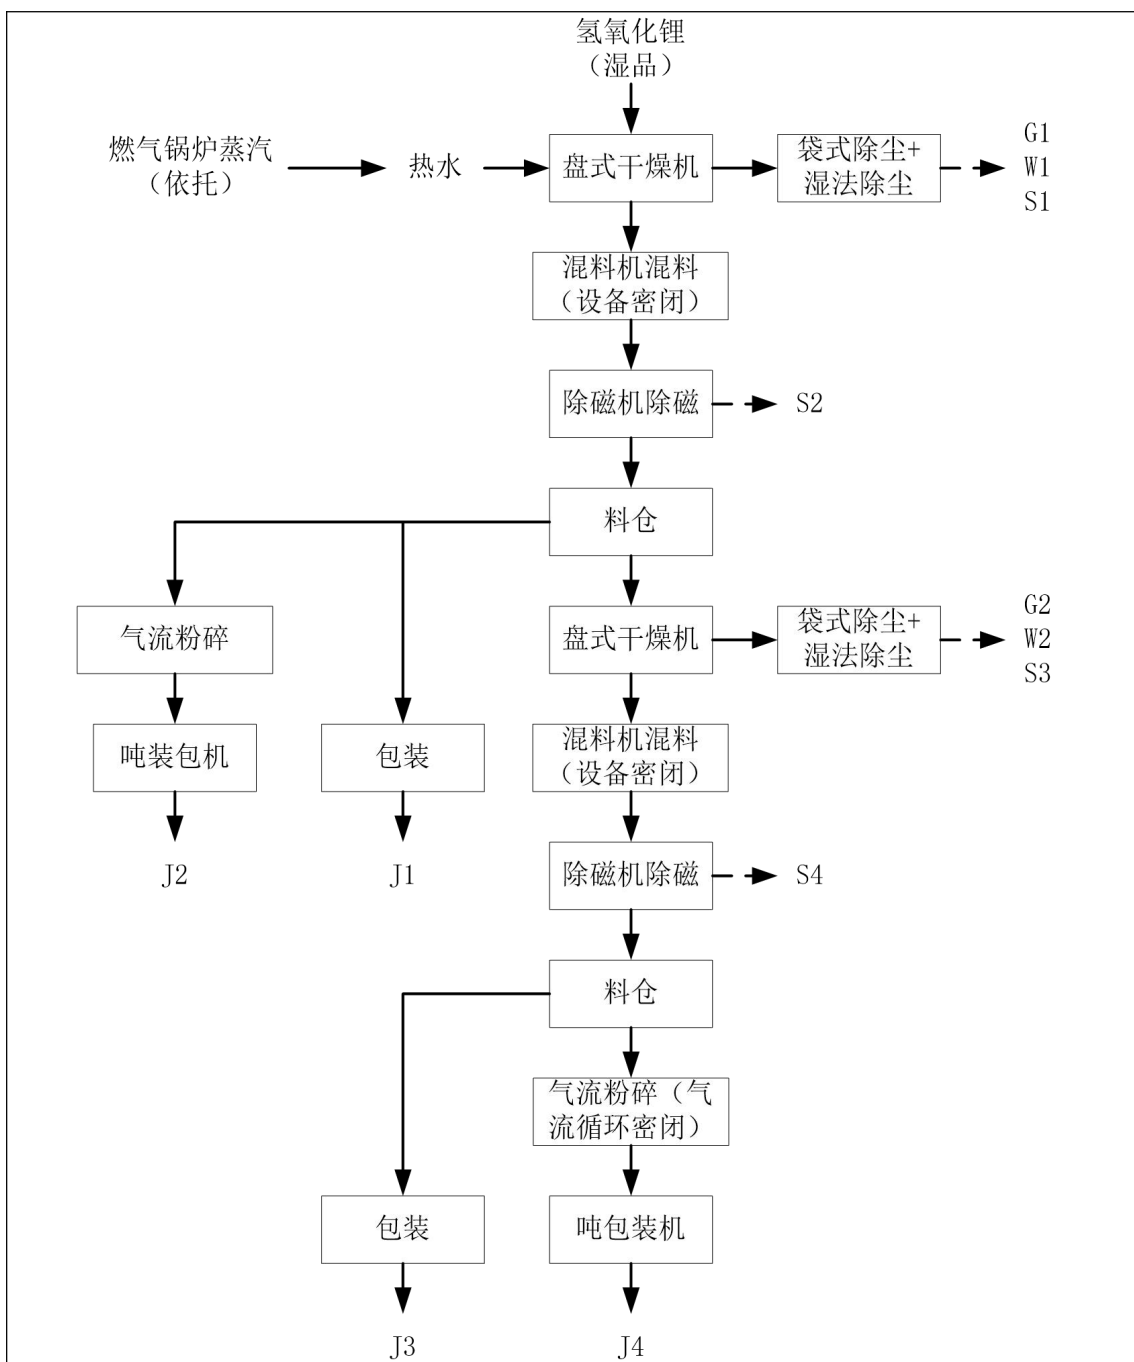 氢氧化锂
（湿品）
燃气锅炉蒸汽
（依托）
热水
盘式干燥机
袋式除尘+
湿法除尘
G1
W1
S1
混料机混料
（设备密闭）
除磁机除磁
S2
料仓
气流粉碎
盘式干燥机
袋式除尘+
湿法除尘
G2
W2
S3
吨装包机
包装
混料机混料
（设备密闭）
J2
J1
除磁机除磁
S4
料仓
气流粉碎（气
流循环密闭）
包装
吨包装机
J3
J4